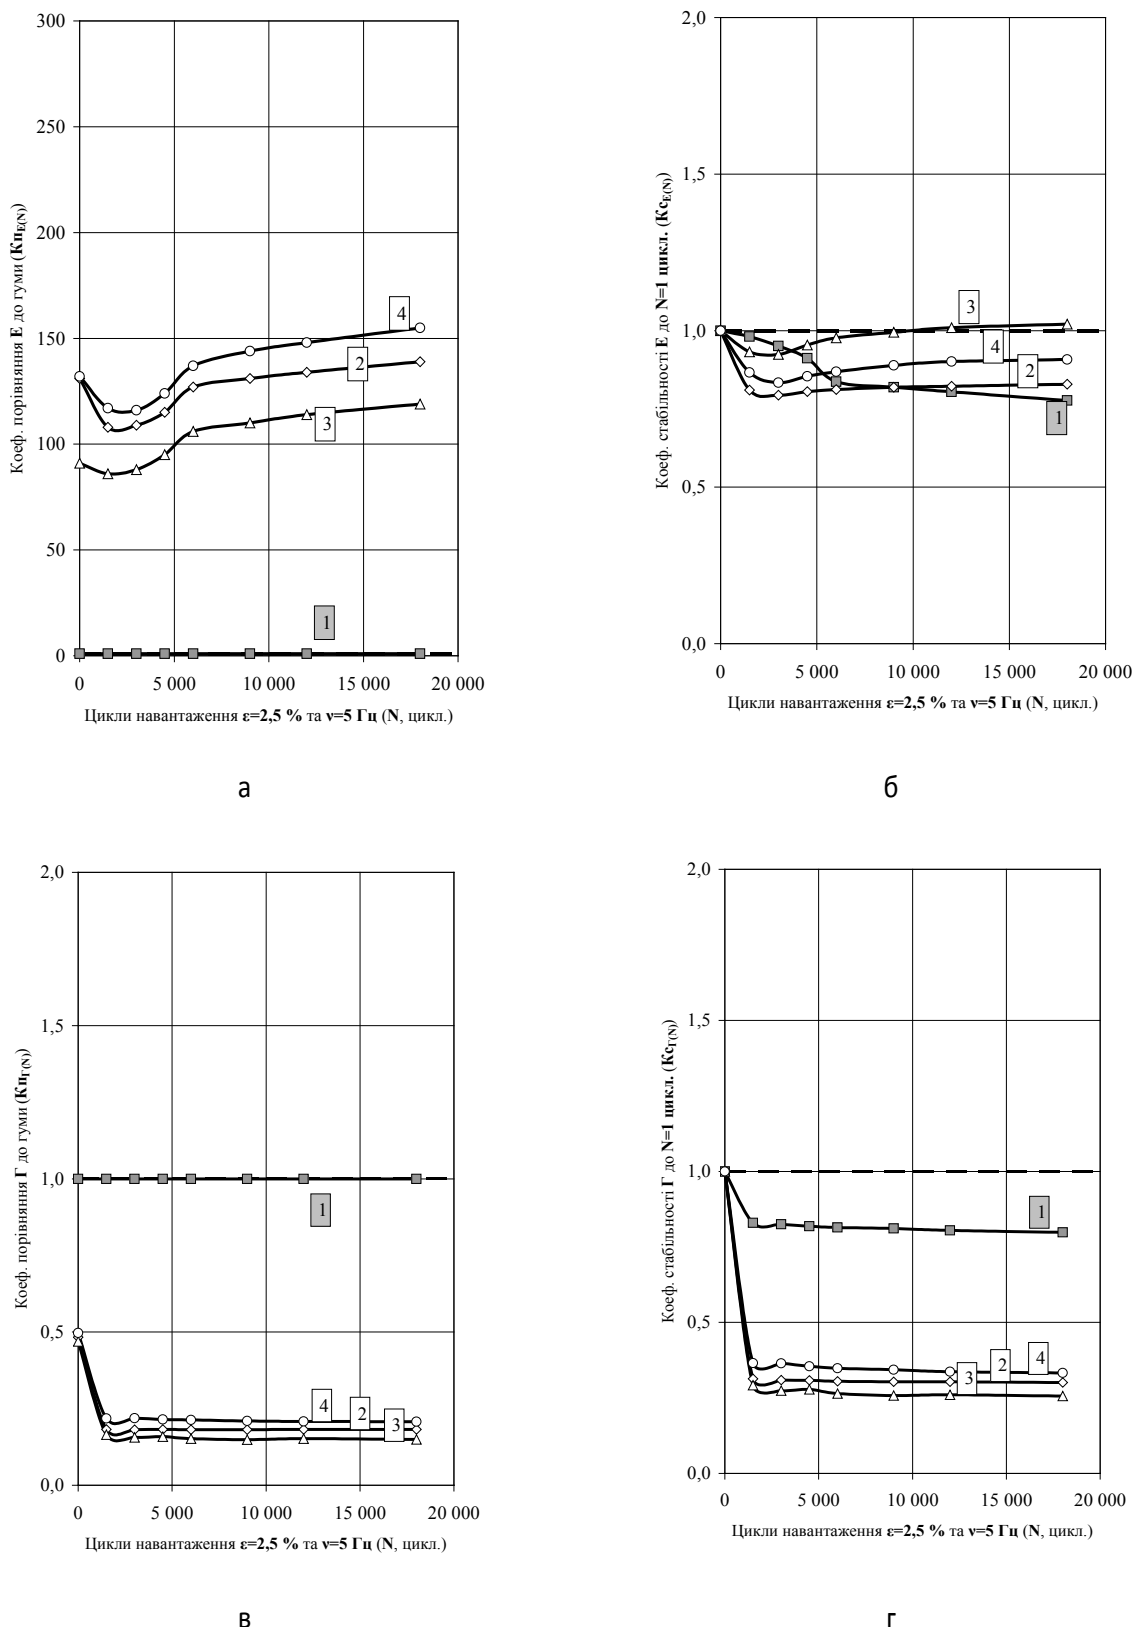 Коеф. порівняння Е до гуми (Кп_Е(N))
300
250
200
150
100
50
0
4
2
3
1
0 5 000 10 000 15 000 20 000
Цикли навантаження ε=2,5 % та ν=5 Гц (N, цикл.)
а
Коеф. стабільності Е до N=1 цикл. (Кс_Е(N))
2,0
1,5
1,0
0,5
0,0
3
4
2
1
0 5 000 10 000 15 000 20 000
Цикли навантаження ε=2,5 % та ν=5 Гц (N, цикл.)
б
Коеф. порівняння Г до гуми (Кп_Г(N))
2,0
1,5
1,0
0,5
0,0
1
4
2
3
0 5 000 10 000 15 000 20 000
Цикли навантаження ε=2,5 % та ν=5 Гц (N, цикл.)
в
Коеф. стабільності Г до N=1 цикл. (Кс_Г(N))
2,0
1,5
1,0
0,5
0,0
1
3
2
4
0 5 000 10 000 15 000 20 000
Цикли навантаження ε=2,5 % та ν=5 Гц (N, цикл.)
г